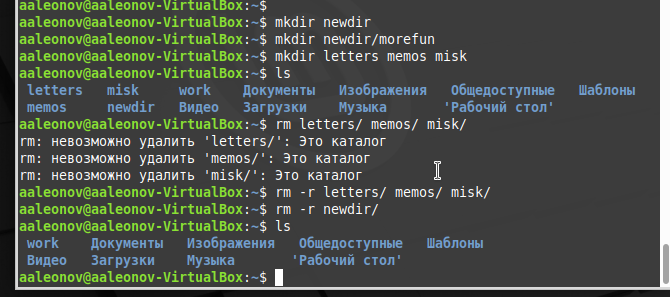 aaleonov@aaleonov-VirtualBox:~$
aaleonov@aaleonov-VirtualBox:~$ mkdir newdir
aaleonov@aaleonov-VirtualBox:~$ mkdir newdir/morefun
aaleonov@aaleonov-VirtualBox:~$ mkdir letters memos misk
aaleonov@aaleonov-VirtualBox:~$ ls
letters misk work Документы Изображения Общедоступные Шаблоны
memos newdir Видео Загрузки Музыка 'Рабочий стол'
aaleonov@aaleonov-VirtualBox:~$ rm letters/ memos/ misk/
rm: невозможно удалить 'letters/': Это каталог
rm: невозможно удалить 'memos/': Это каталог
rm: невозможно удалить 'misk/': Это каталог
aaleonov@aaleonov-VirtualBox:~$ rm -r letters/ memos/ misk/
aaleonov@aaleonov-VirtualBox:~$ rm -r newdir/
aaleonov@aaleonov-VirtualBox:~$ ls
work Документы Изображения Общедоступные Шаблоны
Видео Загрузки Музыка 'Рабочий стол'
aaleonov@aaleonov-VirtualBox:~$